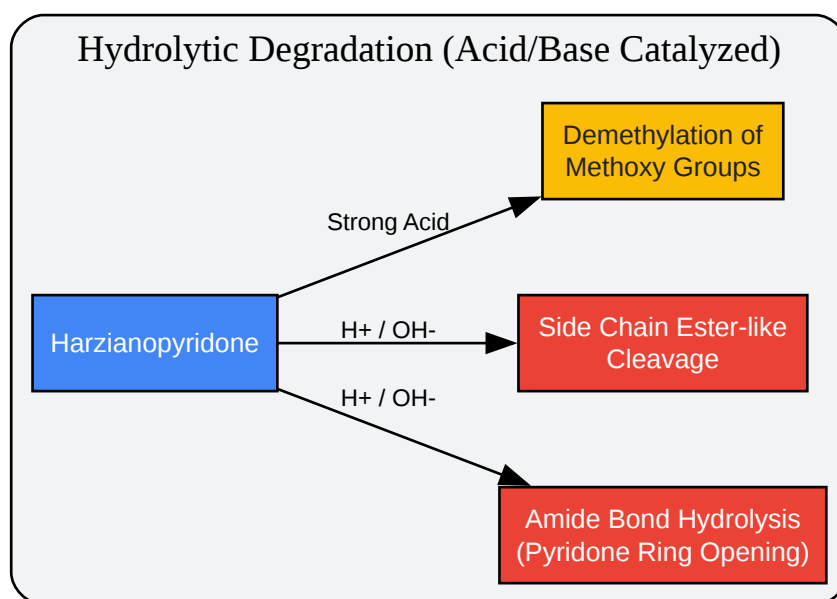 Hydrolytic Degradation (Acid/Base Catalyzed)
Demethylation of
Methoxy Groups
Strong Acid
Harzianopyridone
H+ / OH-
Side Chain Ester-like
Cleavage
H+ / OH-
Amide Bond Hydrolysis
(Pyridone Ring Opening)